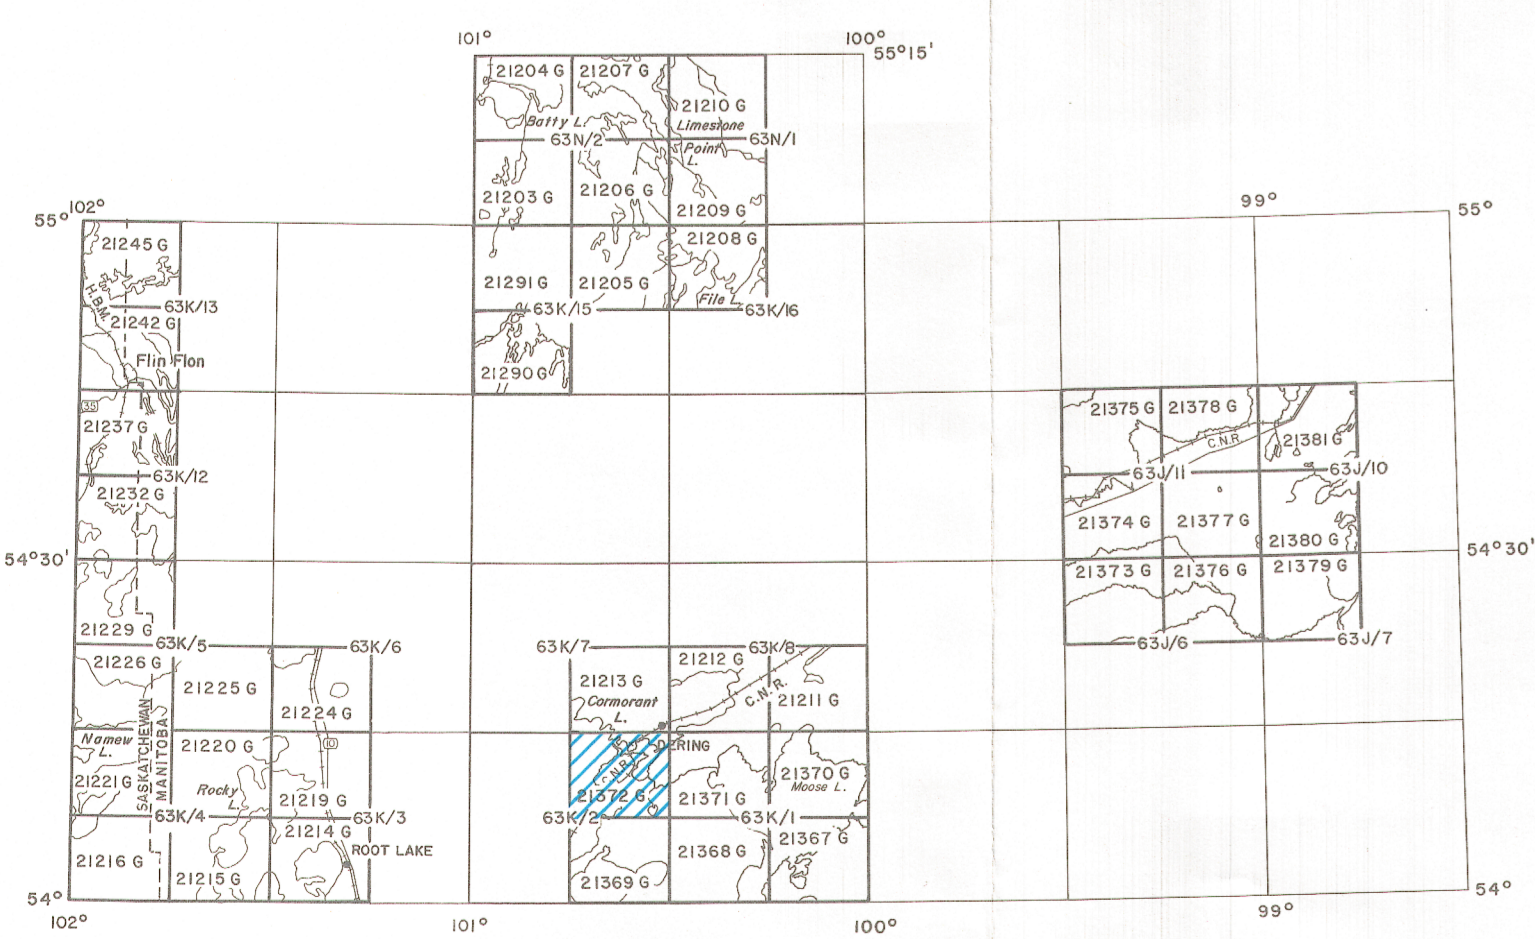 101° 100°
55°15'
21204 G 21207 G
21210 G
Batty L. Limestone
63N/2 63N/1
Point
L.
21203 G 21206 G
21209 G
21208 G
21291 G 21205 G
File L.
63K/15 63K/16
21290 G
102°
55°
21245 G
H.B.M.
63K/13
21242 G
Flin Flon
35
21237 G
63K/12
21232 G
54°30'
21229 G
63K/5 63K/6
21226 G
21225 G
21224 G
SASKATCHEWAN
MANITOBA
Namew
L.
21220 G
10
21221 G
Rocky
L.
21219 G
63K/4 63K/3
21214 G
ROOT LAKE
21216 G
21215 G
54°
102° 101° 100°
63K/7 63K/8
21212 G
21213 G
C.N.R.
21211 G
Cormorant
L.
DERING
C.N.R.
21372 G
21371 G
21370 G
Moose L.
63K/2 63K/1
21367 G
21368 G
21369 G
99°
55°
21375 G 21378 G
C.N.R.
21381 G
63J/11 63J/10
21374 G 21377 G
21380 G
54°30'
21373 G 21376 G 21379 G
63J/6 63J/7
54°
99°